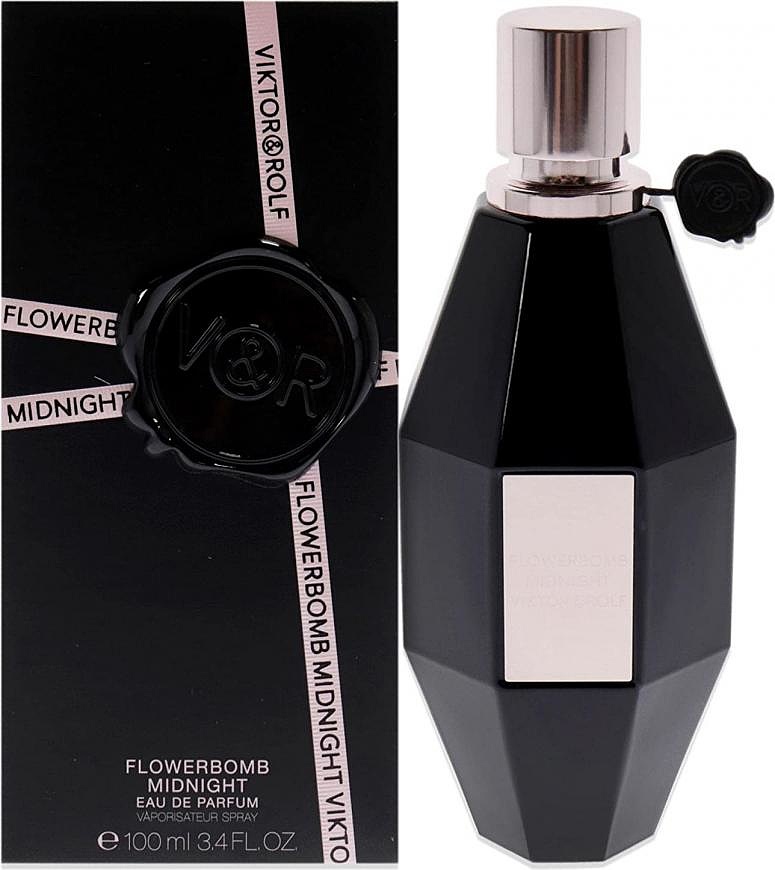 VIKTOR&ROLF
FLOWERB
MIDNIGHT
V&R
FLOWERBOMB MIDNIGHT VIKTO
FLOWERBOMB
MIDNIGHT
EAU DE PARFUM
VAPORISATEUR SPRAY
e 100 ml 3.4 FL.OZ.
V&R
FLOWERBOMB
MIDNIGHT
VIKTOR&ROLF